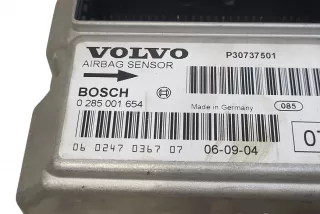 VOLVO
P30737501
AIRBAG SENSOR
BOSCH
0 285 001 654
Made in Germany
085
06 0247 0367 07
06-09-04